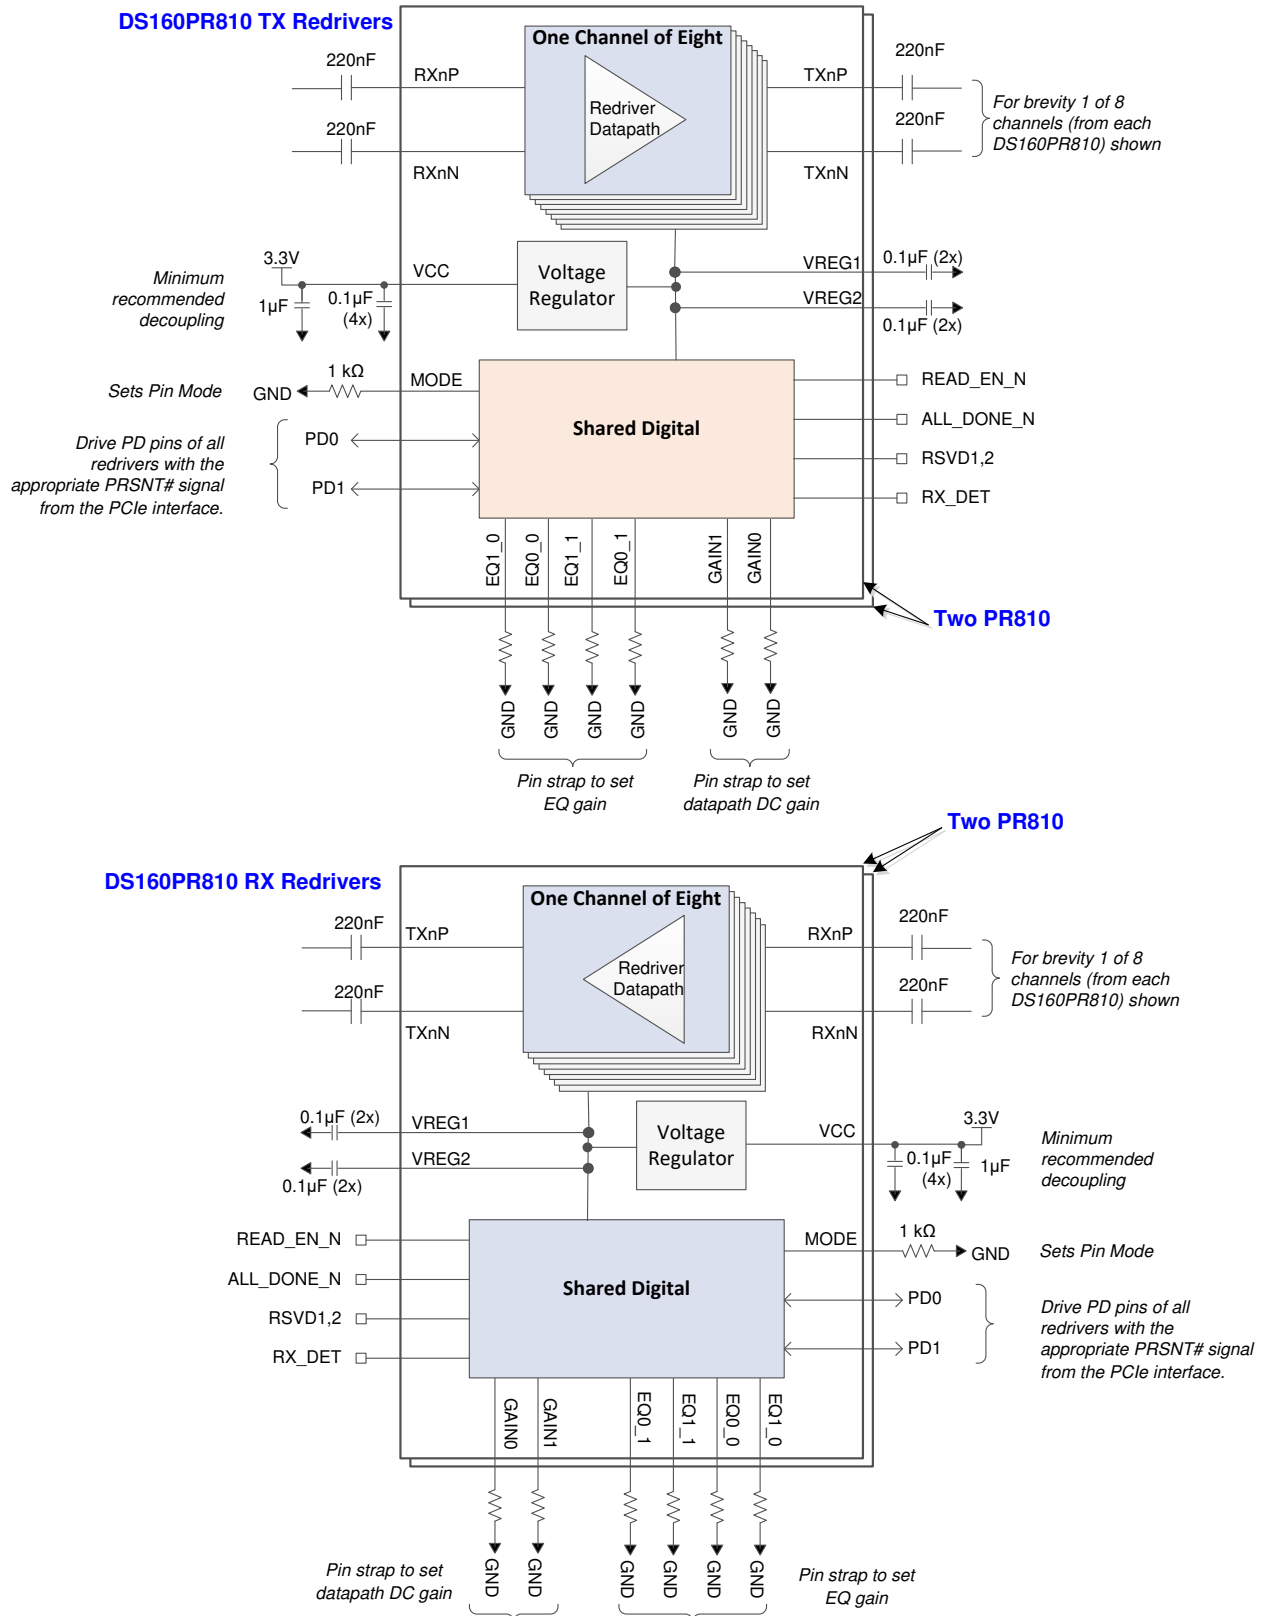 DS160PR810 TX Redrivers
One Channel of Eight
220nF
RXnP
TXnP
220nF
Redriver
Datapath
For brevity 1 of 8
channels (from each
DS160PR810) shown
220nF
RXnN
220nF
TXnN
Minimum
recommended
decoupling
3.3V
1µF
0.1µF
(4x)
VCC
Voltage
Regulator
VREG1
0.1µF (2x)
VREG2
0.1µF (2x)
Sets Pin Mode
GND
1 kΩ
MODE
Drive PD pins of all
redrivers with the
appropriate PRSNT# signal
from the PCIe interface.
PD0
PD1
Shared Digital
READ_EN_N
ALL_DONE_N
RSVD1,2
RX_DET
EQ1_0
EQ0_0
EQ1_1
EQ0_1
GAIN1
GAIN0
Two PR810
GND
GND
GND
GND
GND
GND
Pin strap to set
EQ gain
Pin strap to set
datapath DC gain
Two PR810
DS160PR810 RX Redrivers
One Channel of Eight
220nF
TXnP
RXnP
220nF
Redriver
Datapath
For brevity 1 of 8
channels (from each
DS160PR810) shown
220nF
TXnN
220nF
RXnN
0.1µF (2x)
VREG1
VREG2
0.1µF (2x)
Voltage
Regulator
VCC
3.3V
0.1µF
(4x)
1µF
Minimum
recommended
decoupling
READ_EN_N
ALL_DONE_N
RSVD1,2
RX_DET
Shared Digital
MODE
1 kΩ
GND
Sets Pin Mode
PD0
PD1
Drive PD pins of all
redrivers with the
appropriate PRSNT# signal
from the PCIe interface.
GAIN0
GAIN1
EQ0_1
EQ1_1
EQ0_0
EQ1_0
GND
GND
GND
GND
GND
GND
Pin strap to set
datapath DC gain
Pin strap to set
EQ gain